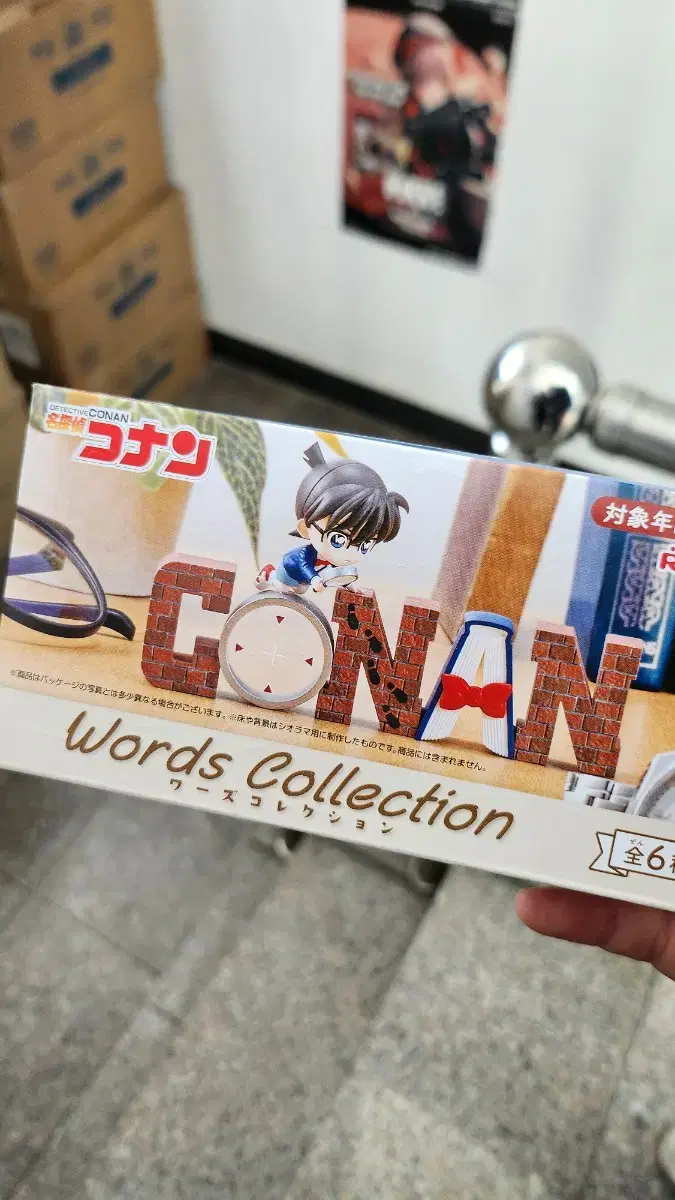 DETECTIVE CONAN
名探偵
コナン
対象年
R
CONAN
※商品はパッケージの写真とは多少異なる場合がございます。※床や背景はジオラマ用に制作したものです。商品には含まれません。
Words Collection
ワーズコレクション
ぜん
全6種